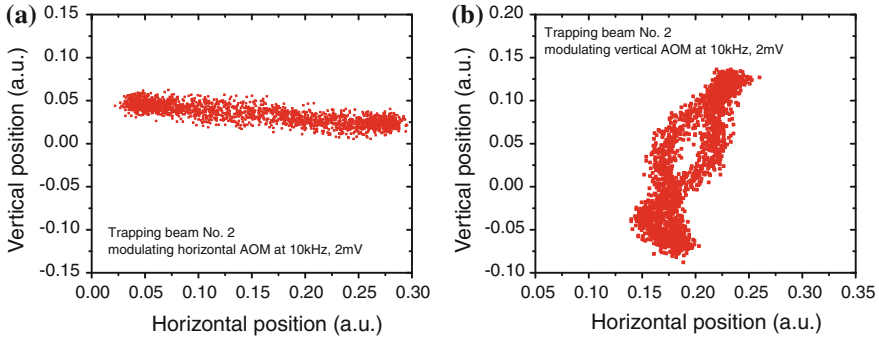 (a)
0.15
0.10
0.05
0.00
-0.05
-0.10
-0.15
Vertical position (a.u.)
Trapping beam No. 2
modulating horizontal AOM at 10kHz, 2mV
0.00 0.05 0.10 0.15 0.20 0.25 0.30
Horizontal position (a.u.)
(b)
0.20
0.15
0.10
0.05
0.00
-0.05
0.10
Vertical position (a.u.)
Trapping beam No. 2
modulating vertical AOM at 10kHz, 2mV
0.05 0.10 0.15 0.20 0.25 0.30 0.35
Horizontal position (a.u.)